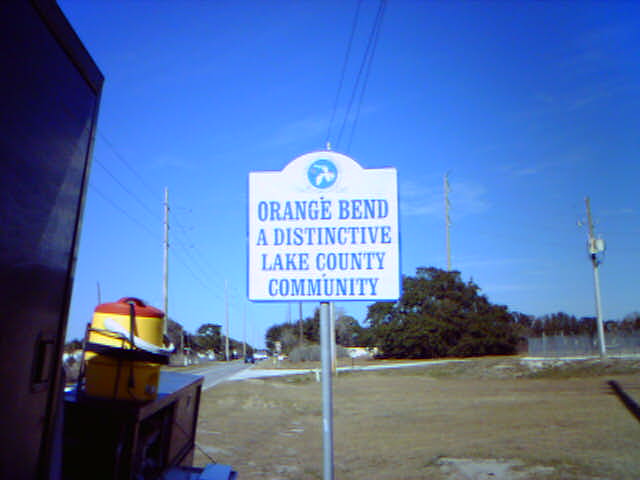 ORANGE BEND
A DISTINCTIVE
LAKE COUNTY
COMMUNITY